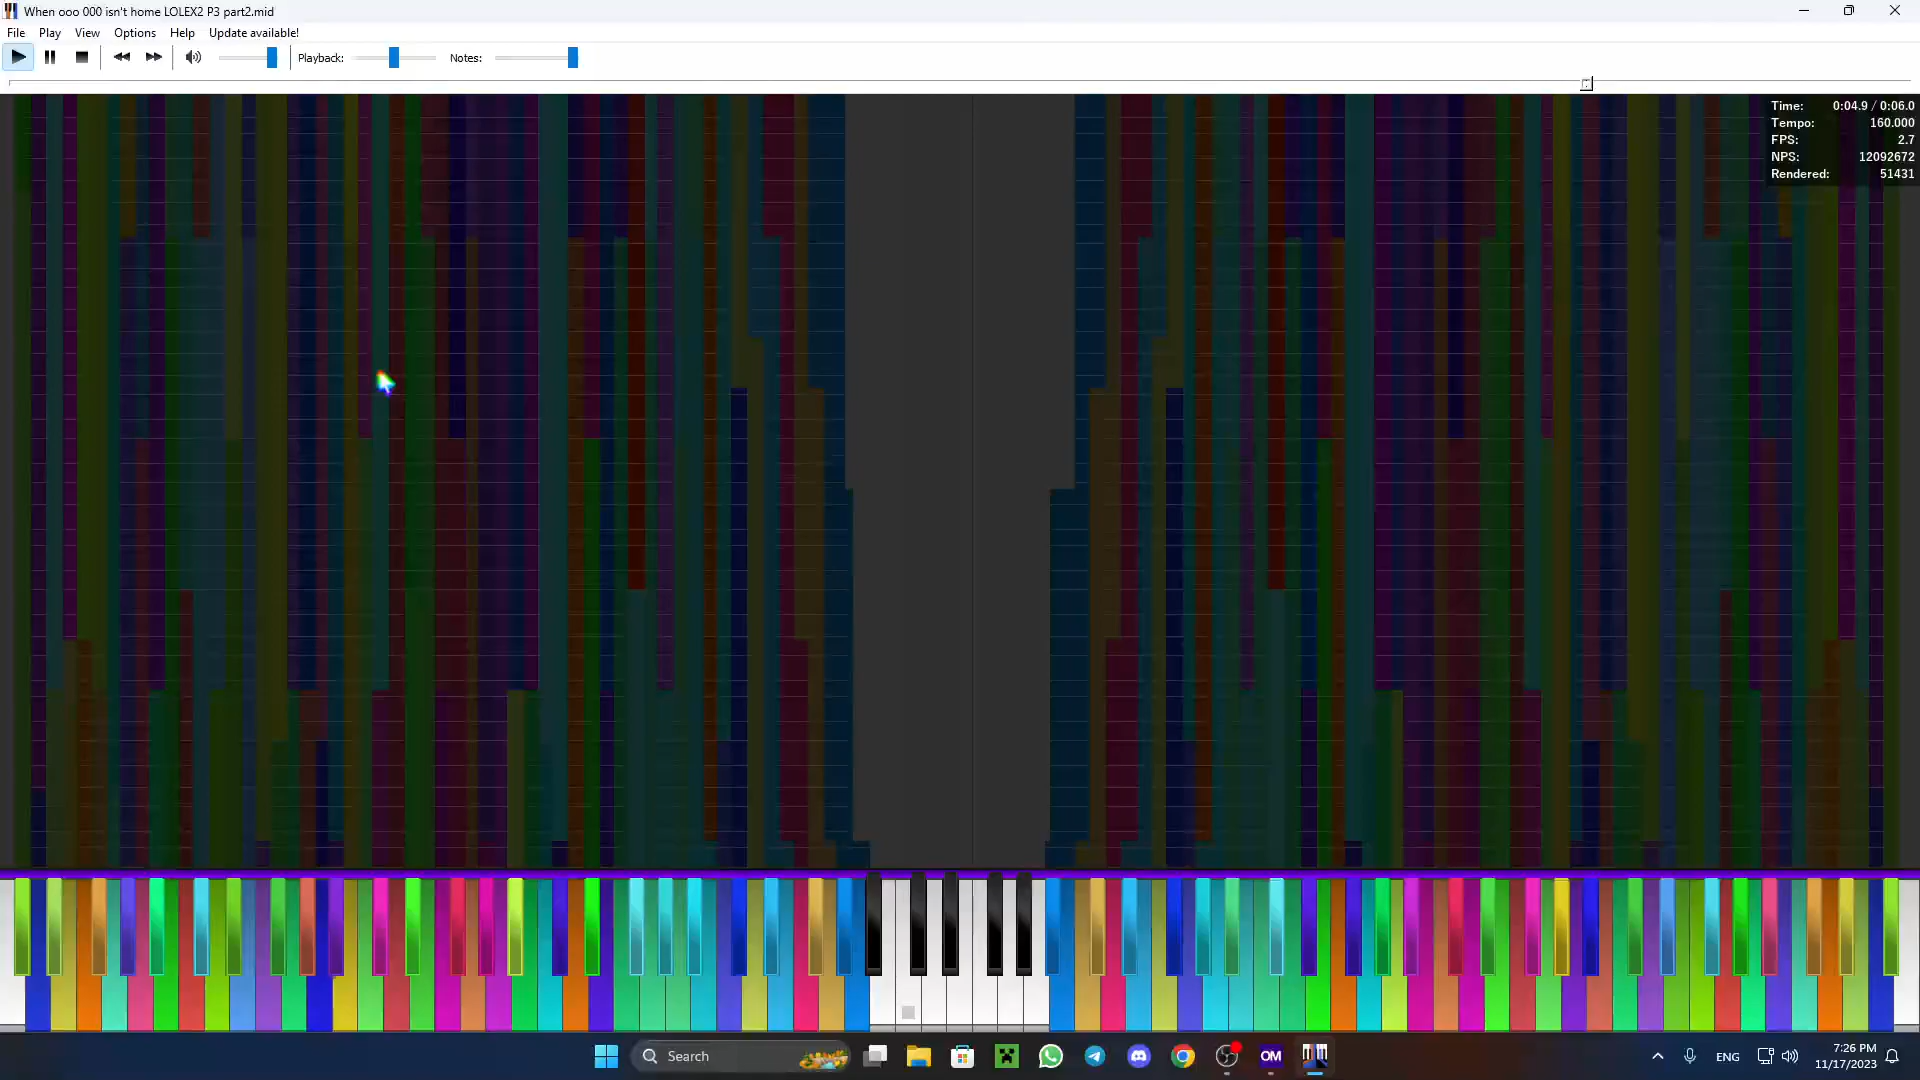 When ooo 000 isn't home LOLEX2 P3 part2.mid
File Play View Options Help Update available!
Playback: Notes:
Time: 0:04.9 / 0:06.0
Tempo: 160.000
FPS: 2.7
NPS: 12092672
Rendered: 51431
Search OM ENG 7:26 PM
11/17/2023